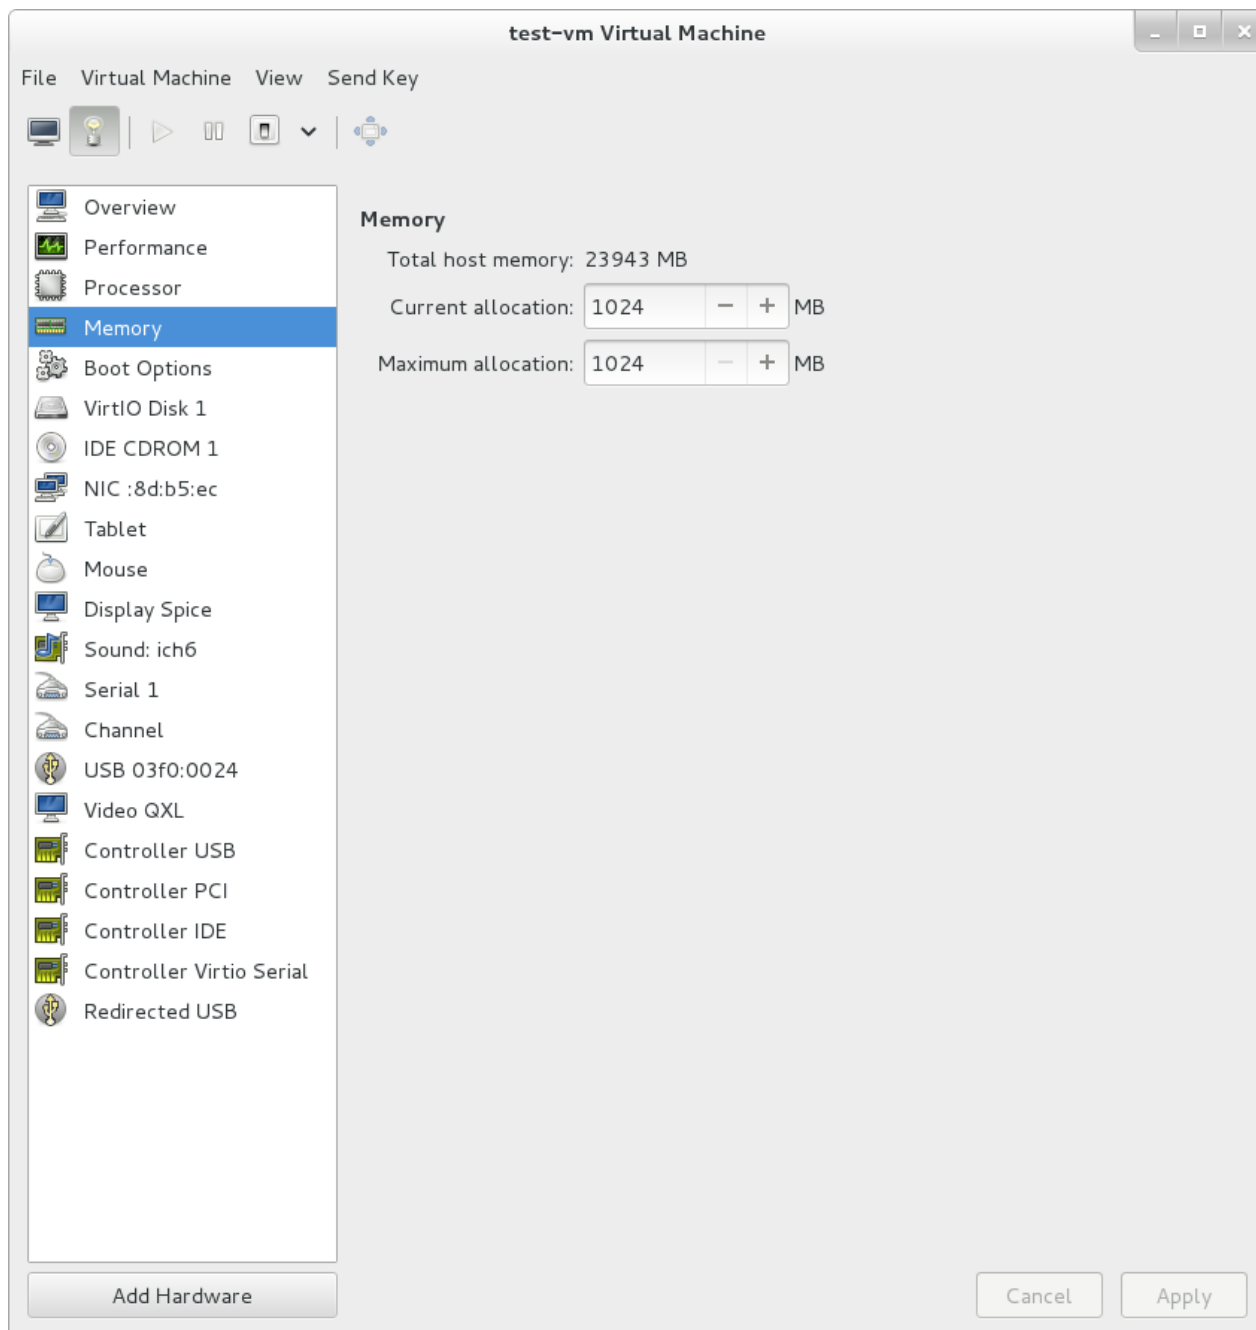 test-vm Virtual Machine
File Virtual Machine View Send Key
Overview
Performance
Processor
Memory
Boot Options
VirtIO Disk 1
IDE CDROM 1
NIC :8d:b5:ec
Tablet
Mouse
Display Spice
Sound: ich6
Serial 1
Channel
USB 03f0:0024
Video QXL
Controller USB
Controller PCI
Controller IDE
Controller Virtio Serial
Redirected USB
Add Hardware
Memory
Total host memory: 23943 MB
Current allocation: 1024 - + MB
Maximum allocation: 1024 - + MB
Cancel Apply